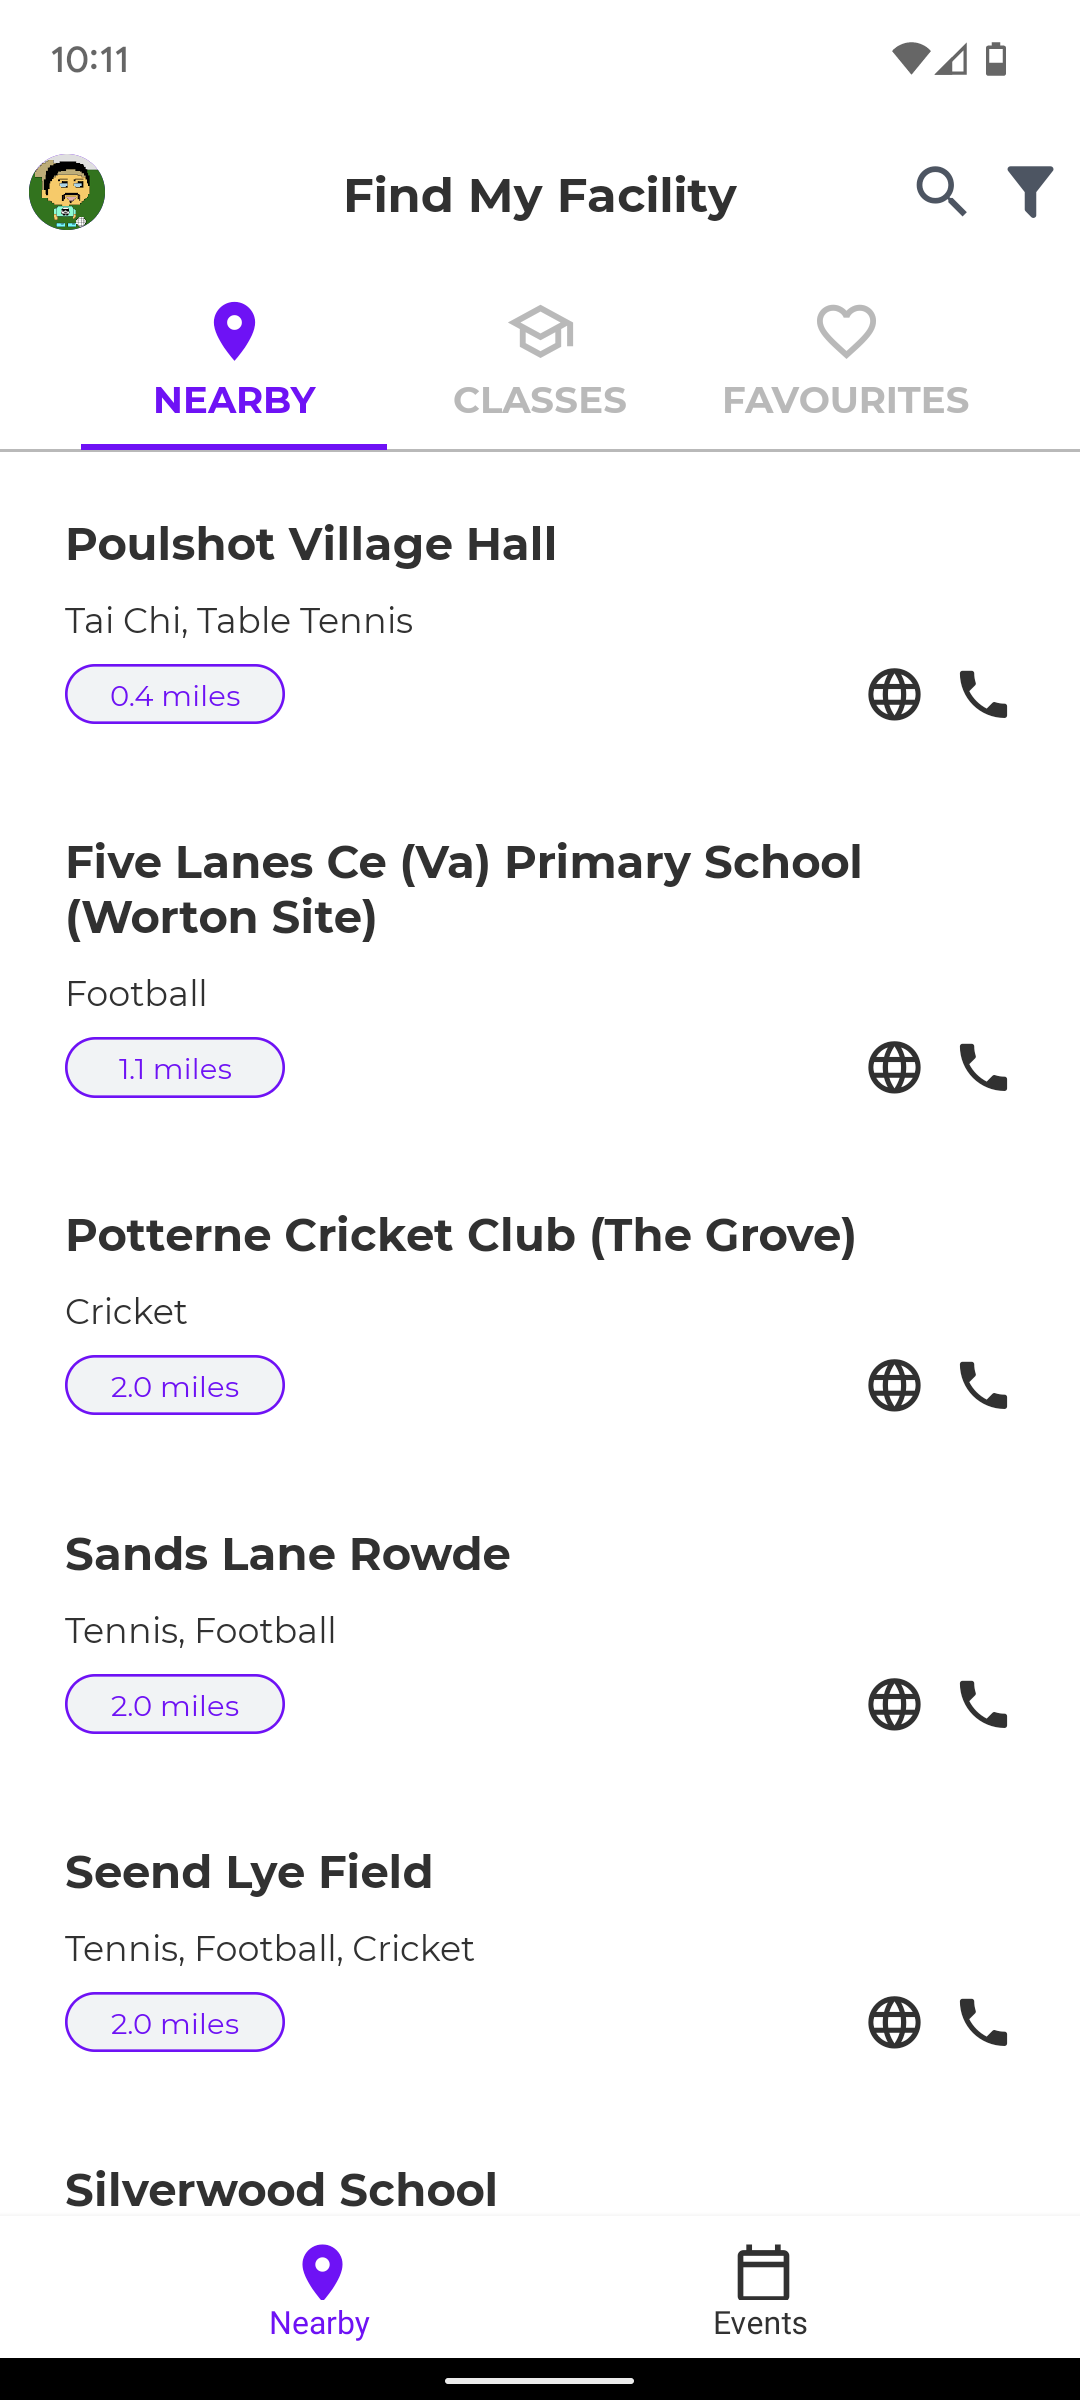 10:11
Find My Facility
NEARBY
CLASSES
FAVOURITES
Poulshot Village Hall
Tai Chi, Table Tennis
0.4 miles
Five Lanes Ce (Va) Primary School
(Worton Site)
Football
1.1 miles
Potterne Cricket Club (The Grove)
Cricket
2.0 miles
Sands Lane Rowde
Tennis, Football
2.0 miles
Seend Lye Field
Tennis, Football, Cricket
2.0 miles
Silverwood School
Nearby
Events